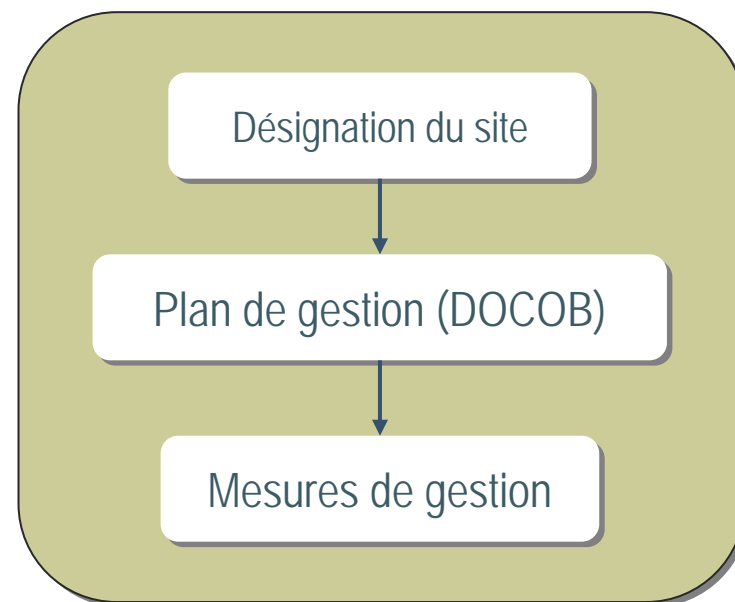 Désignation du site
Plan de gestion (DOCOB)
Mesures de gestion